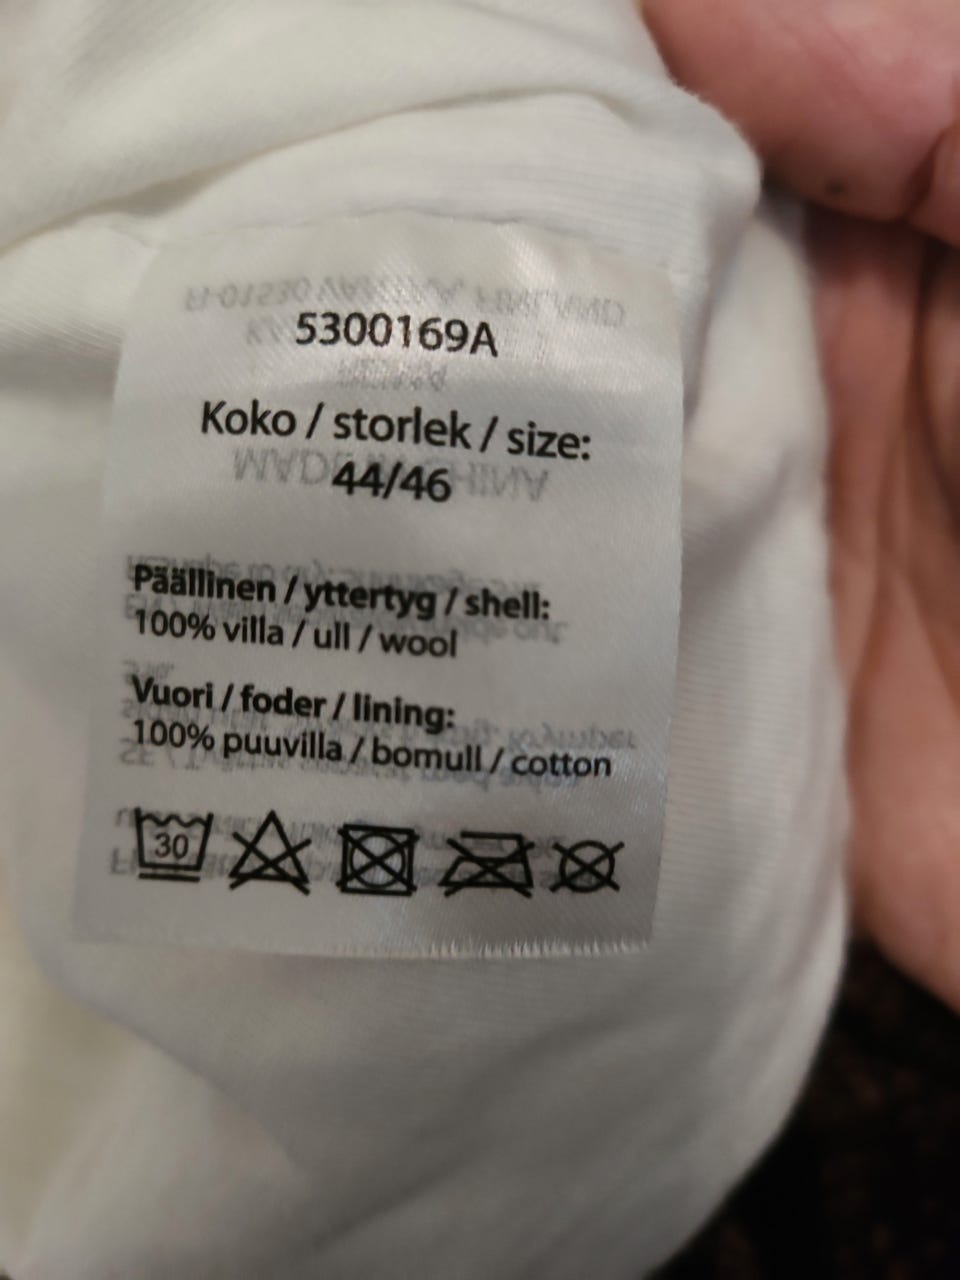 5300169A
Koko / storlek / size:
44/46
Päällinen / yttertyg / shell:
100% villa / ull / wool
Vuori / foder / lining:
100% puuvilla / bomull / cotton
30